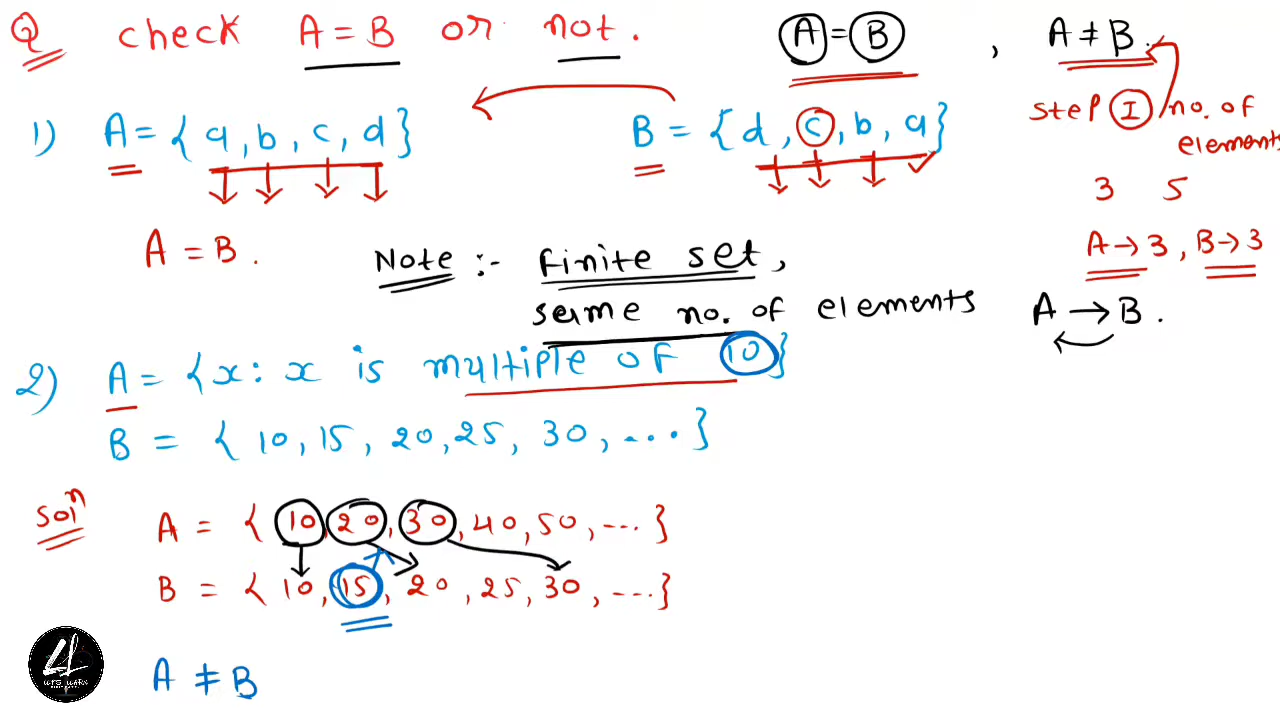 Q check A = B or not. A = B , A ≠ B.
step I no. of elements
1) A = {a, b, c, d} B = {d, c, b, a}
3 5
A = B.
A → 3, B → 3
Note :- finite set,
same no. of elements
A → B.
2) A = {x: x is multiple of 10}
B = {10, 15, 20, 25, 30, ....}
Solⁿ
A = {10, 20, 30, 40, 50, ....}
B = {10, 15, 20, 25, 30, ....}
A ≠ B